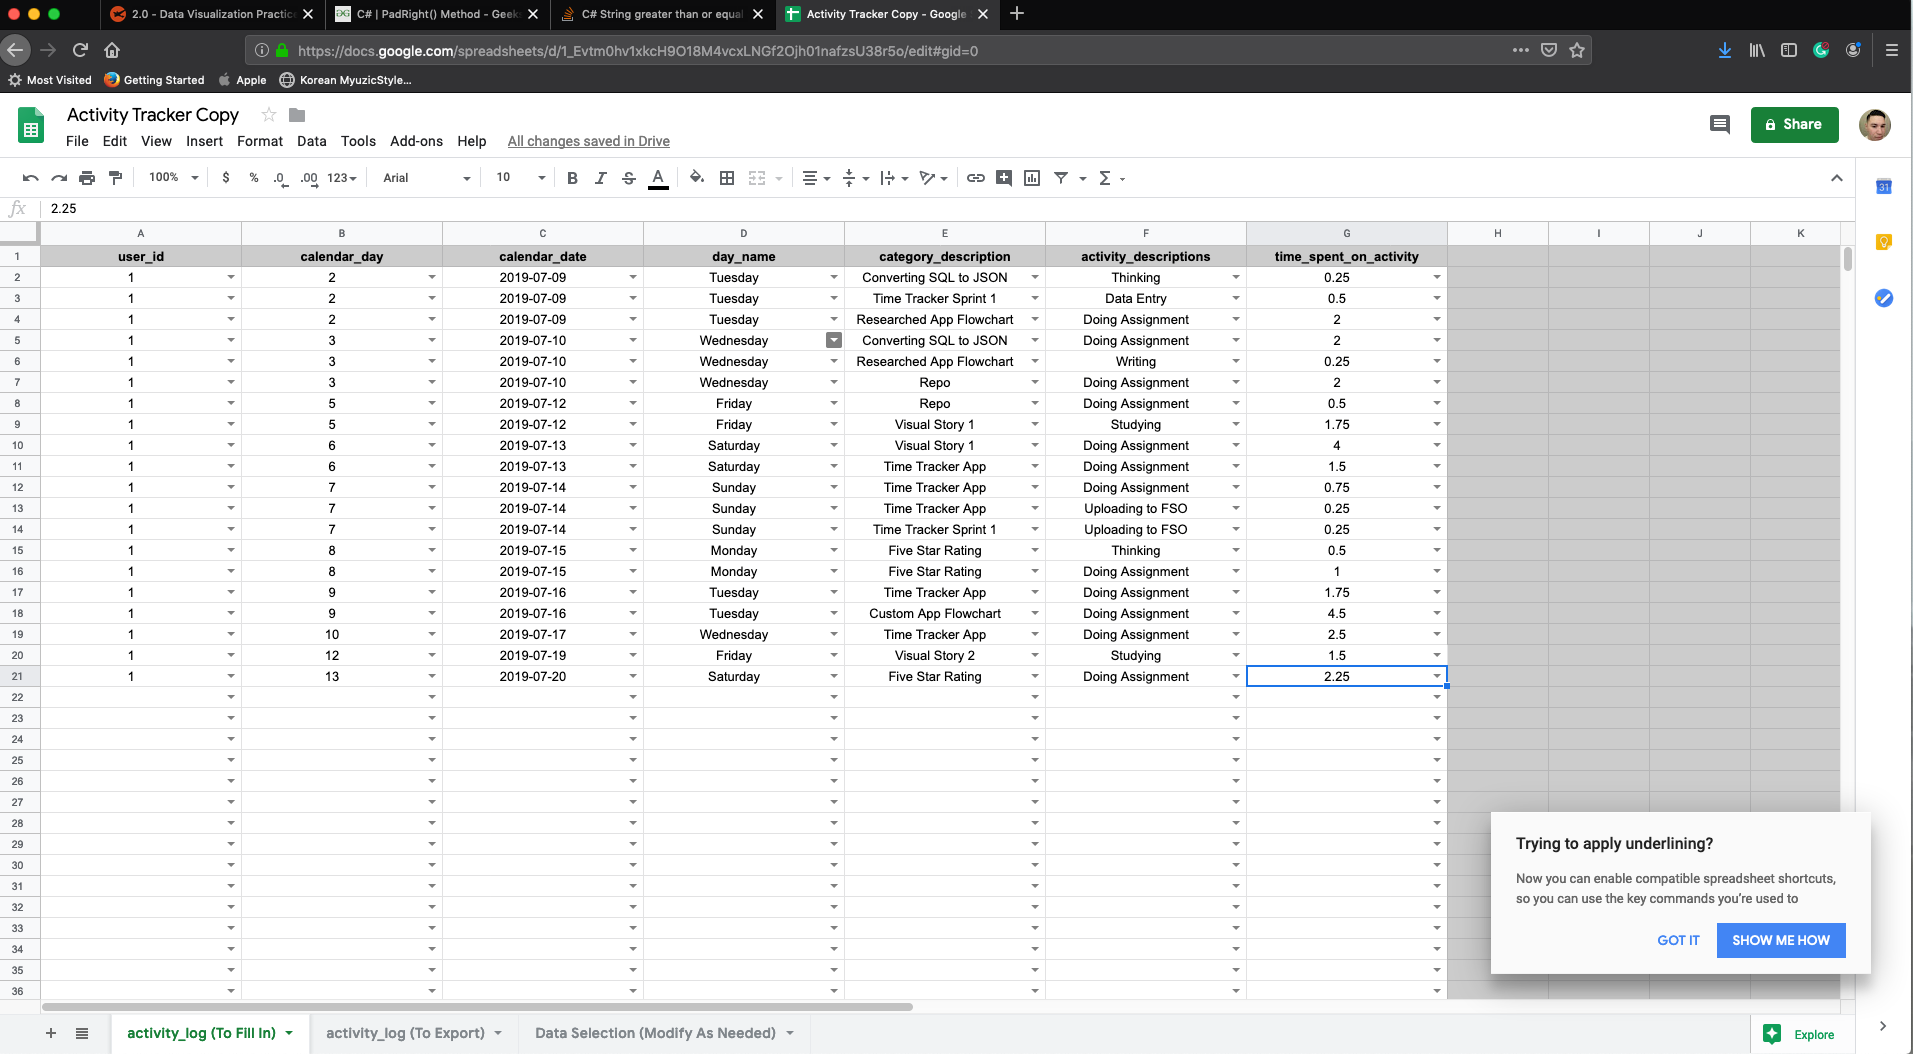 2.0 - Data Visualization Practice
C# | PadRight() Method - Geek
C# String greater than or equal
Activity Tracker Copy - Google
https://docs.google.com/spreadsheets/d/1_Evtm0hv1xkcH9O18M4vcxLNGf2Ojh01nafzsU38r5o/edit#gid=0
Most Visited Getting Started Apple Korean MyuzicStyle...
Activity Tracker Copy
File Edit View Insert Format Data Tools Add-ons Help All changes saved in Drive
Share
100% $ % .0 .00 123 Arial 10 B I S A
31
fx 2.25
A B C D E F G H I J K
1 user_id calendar_day calendar_date day_name category_description activity_descriptions time_spent_on_activity
2 1 2 2019-07-09 Tuesday Converting SQL to JSON Thinking 0.25
3 1 2 2019-07-09 Tuesday Time Tracker Sprint 1 Data Entry 0.5
4 1 2 2019-07-09 Tuesday Researched App Flowchart Doing Assignment 2
5 1 3 2019-07-10 Wednesday Converting SQL to JSON Doing Assignment 2
6 1 3 2019-07-10 Wednesday Researched App Flowchart Writing 0.25
7 1 3 2019-07-10 Wednesday Repo Doing Assignment 2
8 1 5 2019-07-12 Friday Repo Doing Assignment 0.5
9 1 5 2019-07-12 Friday Visual Story 1 Studying 1.75
10 1 6 2019-07-13 Saturday Visual Story 1 Doing Assignment 4
11 1 6 2019-07-13 Saturday Time Tracker App Doing Assignment 1.5
12 1 7 2019-07-14 Sunday Time Tracker App Doing Assignment 0.75
13 1 7 2019-07-14 Sunday Time Tracker App Uploading to FSO 0.25
14 1 7 2019-07-14 Sunday Time Tracker Sprint 1 Uploading to FSO 0.25
15 1 8 2019-07-15 Monday Five Star Rating Thinking 0.5
16 1 8 2019-07-15 Monday Five Star Rating Doing Assignment 1
17 1 9 2019-07-16 Tuesday Time Tracker App Doing Assignment 1.75
18 1 9 2019-07-16 Tuesday Custom App Flowchart Doing Assignment 4.5
19 1 10 2019-07-17 Wednesday Time Tracker App Doing Assignment 2.5
20 1 12 2019-07-19 Friday Visual Story 2 Studying 1.5
21 1 13 2019-07-20 Saturday Five Star Rating Doing Assignment 2.25
22
23
24
25
26
27
28
29
30
31
32
33
34
35
36
Trying to apply underlining?
Now you can enable compatible spreadsheet shortcuts,
so you can use the key commands you're used to
GOT IT SHOW ME HOW
activity_log (To Fill In) activity_log (To Export) Data Selection (Modify As Needed) Explore